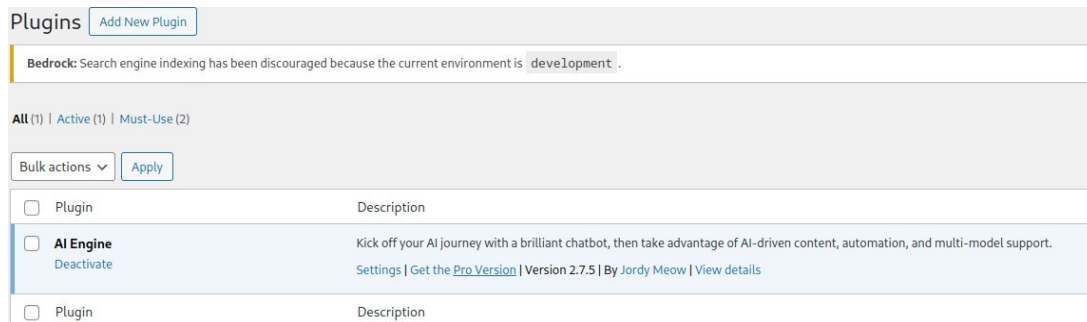 Plugins Add New Plugin
Bedrock: Search engine indexing has been discouraged because the current environment is development .
All (1) | Active (1) | Must-Use (2)
Bulk actions Apply
Plugin Description
AI Engine Kick off your AI journey with a brilliant chatbot, then take advantage of AI-driven content, automation, and multi-model support.
Deactivate Settings | Get the Pro Version | Version 2.7.5 | By Jordy Meow | View details
Plugin Description